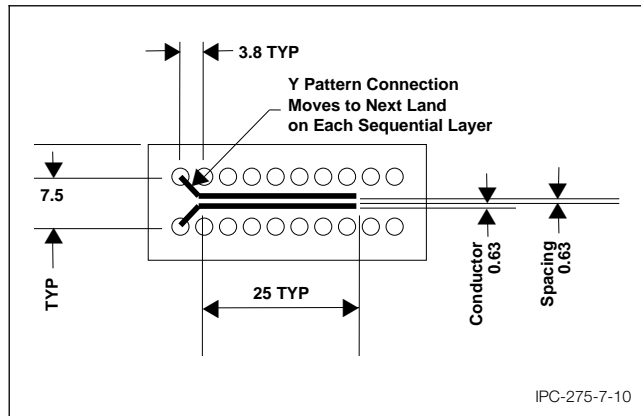 3.8 TYP
Y Pattern Connection
Moves to Next Land
on Each Sequential Layer
7.5
TYP
25 TYP
Conductor
0.63
Spacing
0.63
IPC-275-7-10